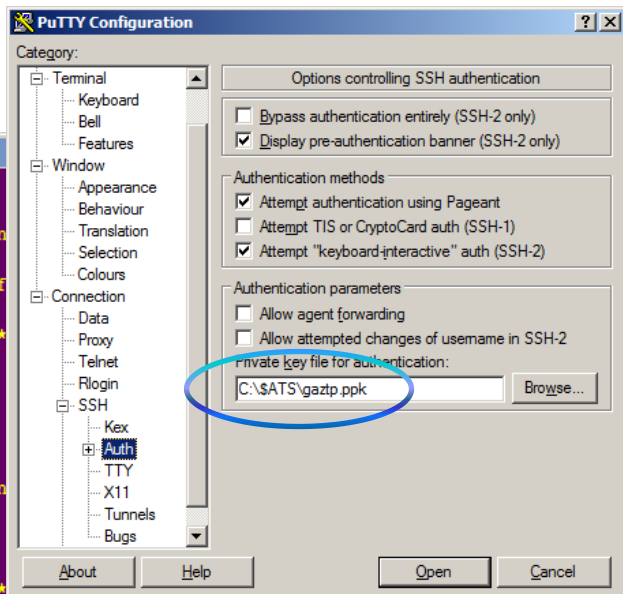 PuTTY Configuration
Category:
Terminal
Keyboard
Bell
Features
Window
Appearance
Behaviour
Translation
Selection
Colours
Connection
Data
Proxy
Telnet
Rlogin
SSH
Kex
Auth
TTY
X11
Tunnels
Bugs
Options controlling SSH authentication
Bypass authentication entirely (SSH-2 only)
Display pre-authentication banner (SSH-2 only)
Authentication methods
Attempt authentication using Pageant
Attempt TIS or CryptoCard auth (SSH-1)
Attempt "keyboard-interactive" auth (SSH-2)
Authentication parameters
Allow agent forwarding
Allow attempted changes of username in SSH-2
Private key file for authentication:
C:\$ATS\gaztp.ppk
Browse...
About
Help
Open
Cancel